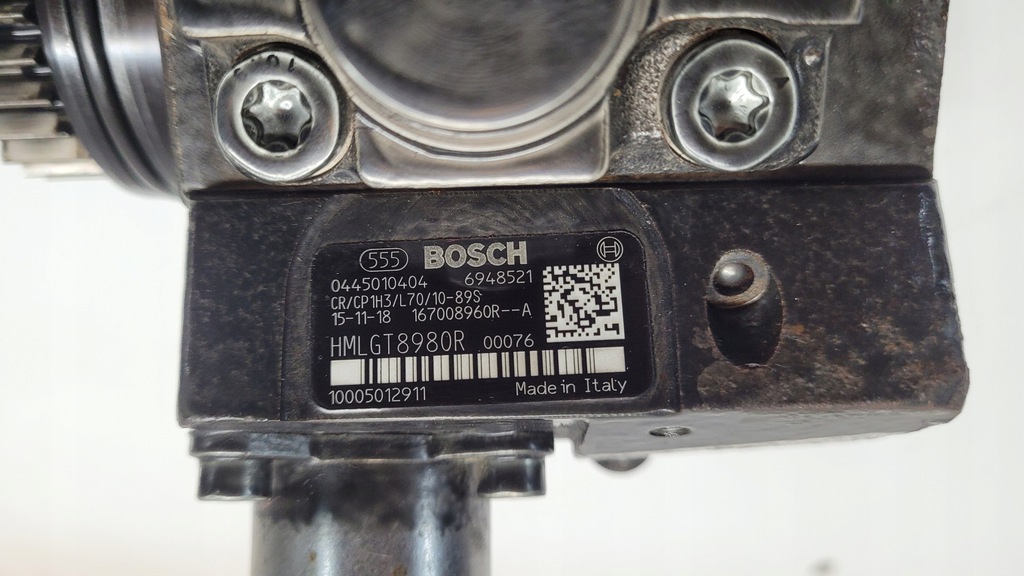 555 BOSCH
0445010404 6948521
CR/CP1H3/L70/10-89S
15-11-18 167008960R--A
HMLGT8980R 00076
10005012911 Made in Italy